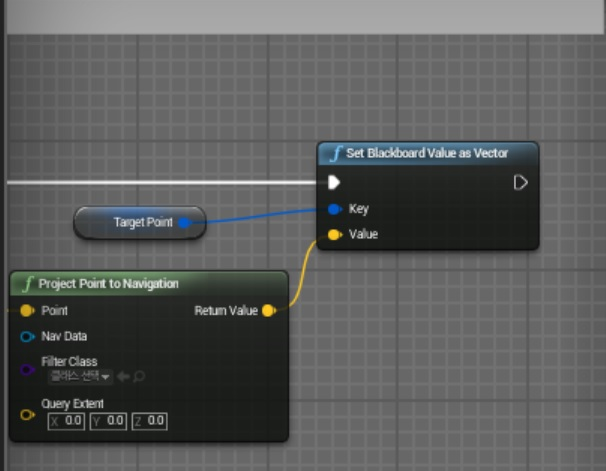 f Set Blackboard Value as Vector
Target Point
Key
Value
f Project Point to Navigation
Point
Return Value
Nav Data
Filter Class
클래스 선택
Query Extent
X 0.0 Y 0.0 Z 0.0